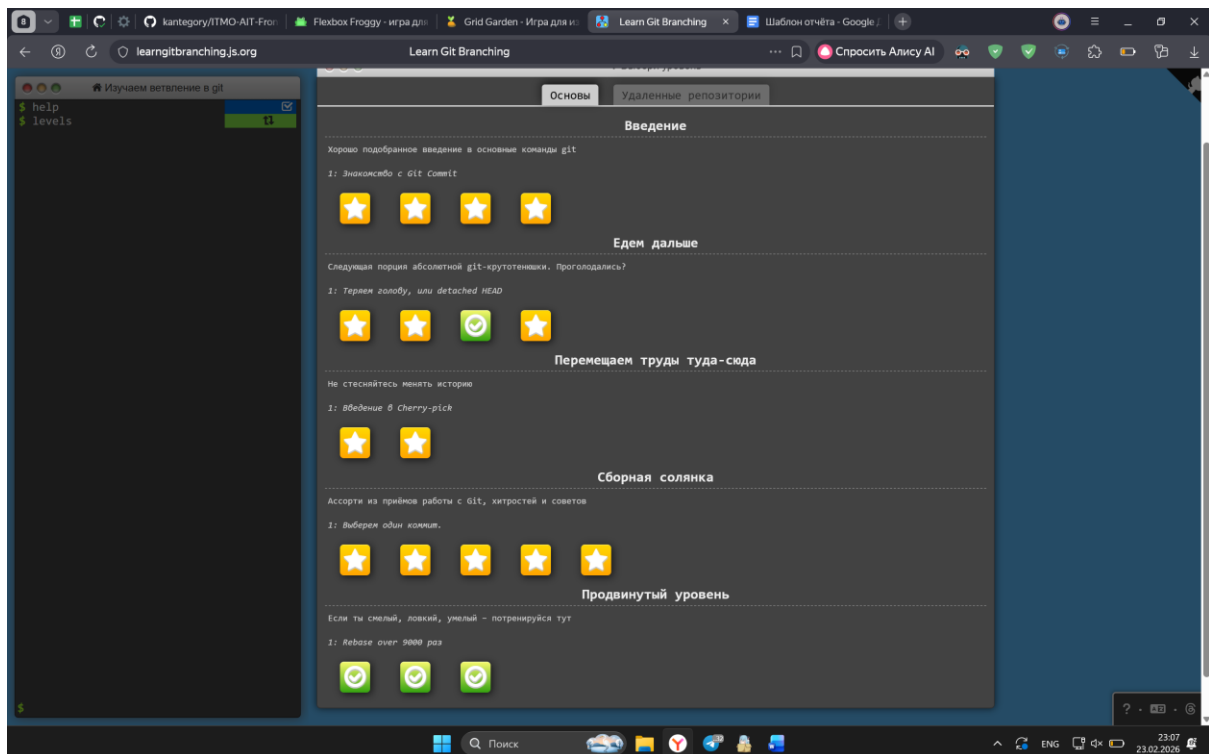 kantegory/ITMO-AIT-Fron
Flexbox Froggy - игра для
Grid Garden - Игра для из
Learn Git Branching
Шаблон отчёта - Google
learngitbranching.js.org
Learn Git Branching
Спросить Алису AI
Изучаем ветвление в git
$ help
$ levels
$
Основы
Удаленные репозитории
Введение
Хорошо подобранное введение в основные команды git
1: Знакомство с Git Commit
Едем дальше
Следующая порция абсолютной git-крутотенюшки. Проголодались?
1: Теряем голову, или detached HEAD
Перемещаем труды туда-сюда
Не стесняйтесь менять историю
1: Введение в Cherry-pick
Сборная солянка
Ассорти из приёмов работы с Git, хитростей и советов
1: Выберем один коммит.
Продвинутый уровень
Если ты смелый, ловкий, умелый - потренируйся тут
1: Rebase over 9000 раз
Поиск
ENG
23:07
23.02.2026